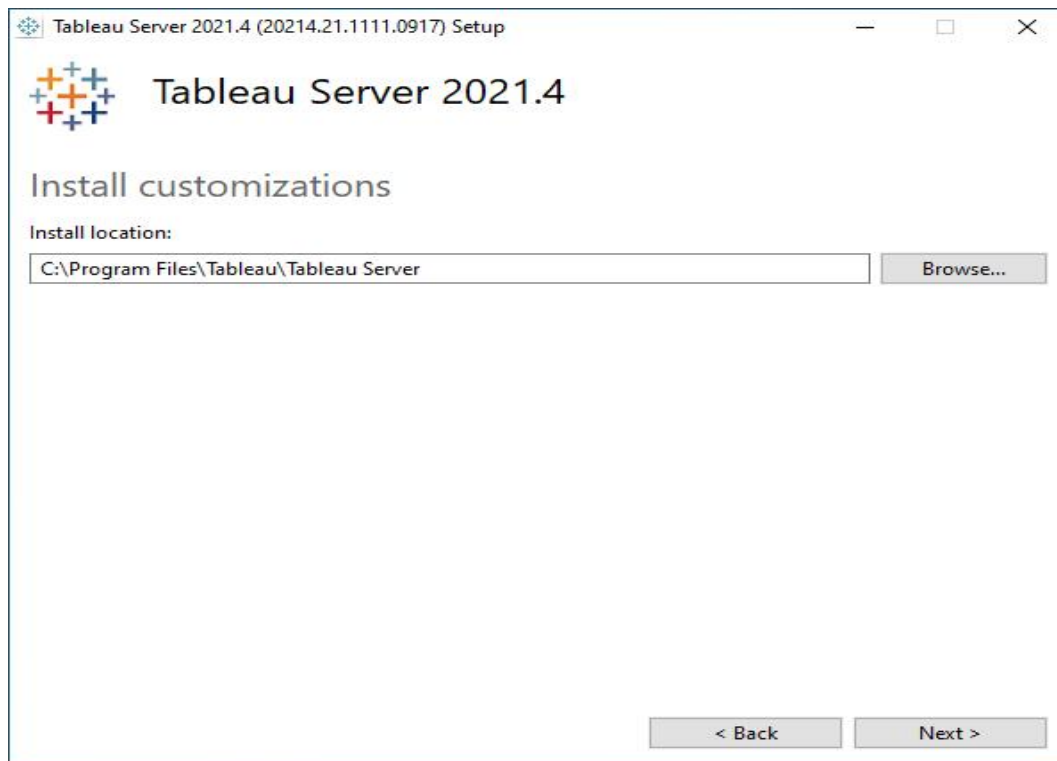 Tableau Server 2021.4 (20214.21.1111.0917) Setup
Tableau Server 2021.4
Install customizations
Install location:
C:\Program Files\Tableau\Tableau Server
Browse...
< Back
Next >